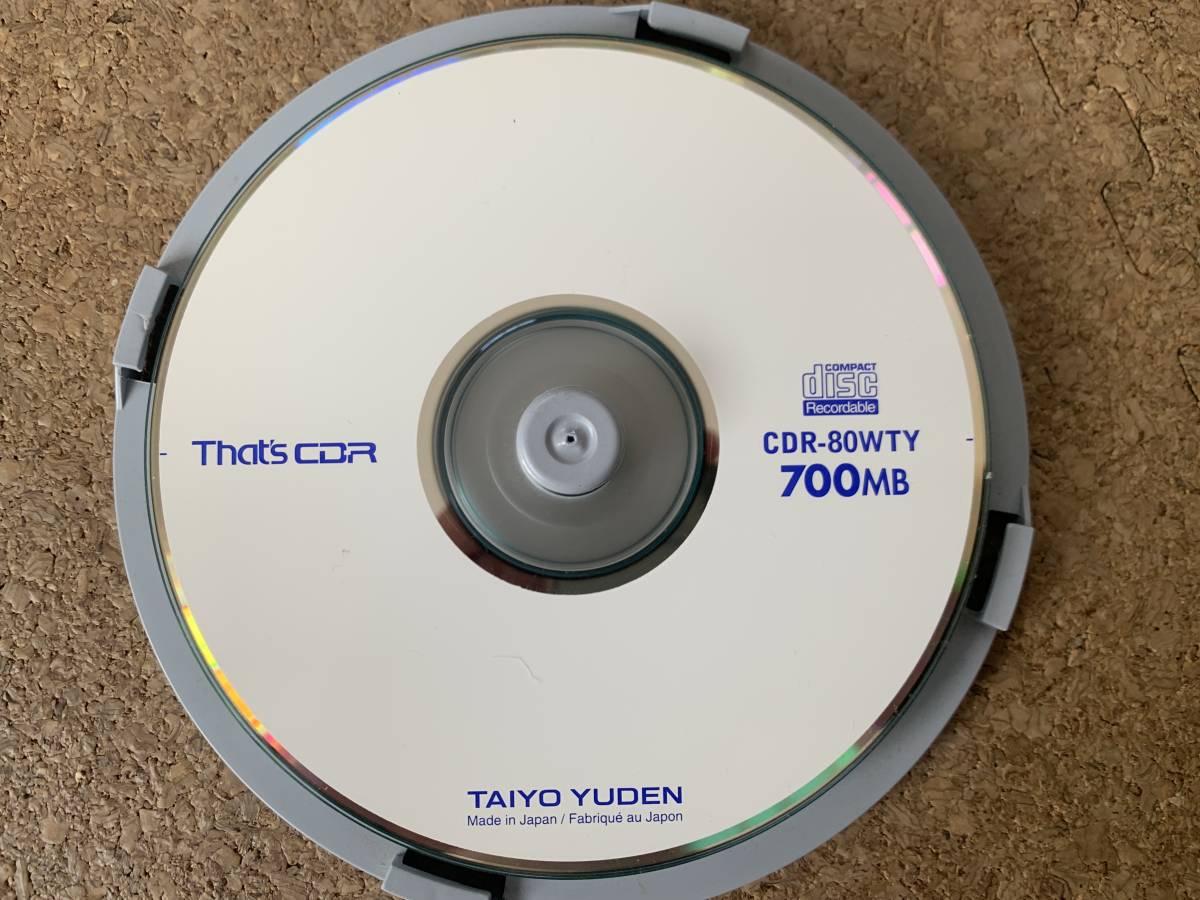 That's CDR
COMPACT
disc
Recordable
CDR-80WTY
700MB
TAIYO YUDEN
Made in Japan / Fabriqué au Japon